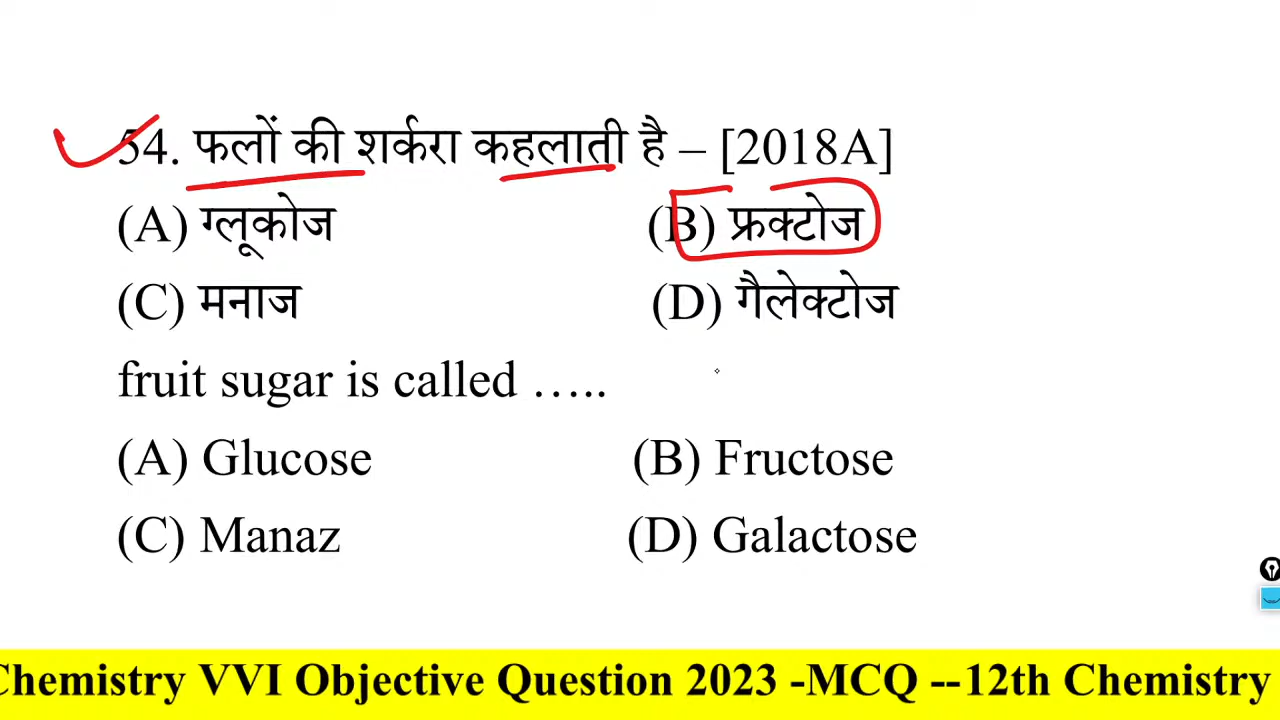 54. फलों की शर्करा कहलाती है – [2018A]
(A) ग्लूकोज (B) फ्रक्टोज
(C) मनाज (D) गैलेक्टोज
fruit sugar is called …..
(A) Glucose (B) Fructose
(C) Manaz (D) Galactose
Chemistry VVI Objective Question 2023 -MCQ --12th Chemistry